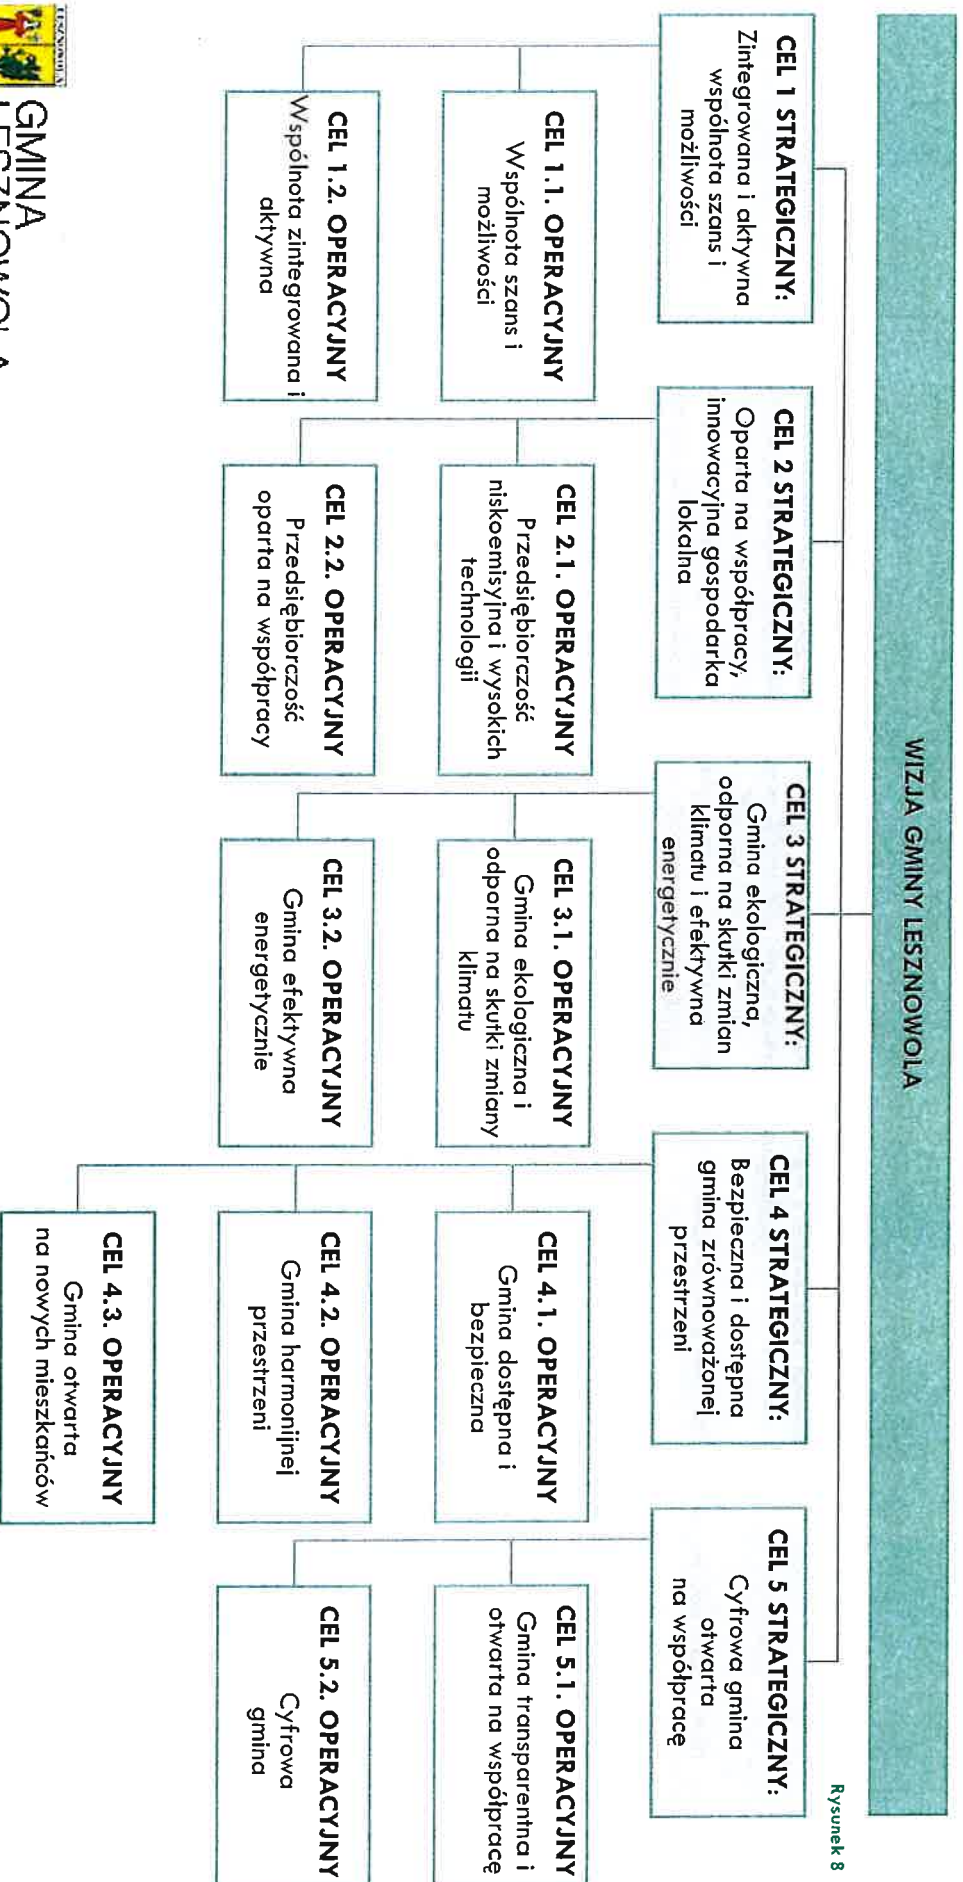 WIZJA GMINY LESZNOWOLA
Rysunek 8
CEL 1 STRATEGICZNY:
Zintegrowana i aktywna
wspólnota szans i
możliwości
CEL 1.1. OPERACYJNY
Wspólnota szans i
możliwości
CEL 1.2. OPERACYJNY
Wspólnota zintegrowana i
aktywna
CEL 2 STRATEGICZNY:
Oparta na współpracy,
innowacyjna gospodarka
lokalna
CEL 2.1. OPERACYJNY
Przedsiębiorczość
niskoemisyjna i wysokich
technologii
CEL 2.2. OPERACYJNY
Przedsiębiorczość
oparta na współpracy
CEL 3 STRATEGICZNY:
Gmina ekologiczna,
odporna na skutki zmian
klimatu i efektywna
energetycznie
CEL 3.1. OPERACYJNY
Gmina ekologiczna i
odporna na skutki zmiany
klimatu
CEL 3.2. OPERACYJNY
Gmina efektywna
energetycznie
CEL 4 STRATEGICZNY:
Bezpieczna i dostępna
gmina zrównoważonej
przestrzeni
CEL 4.1. OPERACYJNY
Gmina dostępna i
bezpieczna
CEL 4.2. OPERACYJNY
Gmina harmonijnej
przestrzeni
CEL 4.3. OPERACYJNY
Gmina otwarta
na nowych mieszkańców
CEL 5 STRATEGICZNY:
Cyfrowa gmina
otwarta
na współpracę
CEL 5.1. OPERACYJNY
Gmina transparentna i
otwarta na współpracę
CEL 5.2. OPERACYJNY
Cyfrowa
gmina
LESZNOWOLA
GMINA
LESZNOWOLA